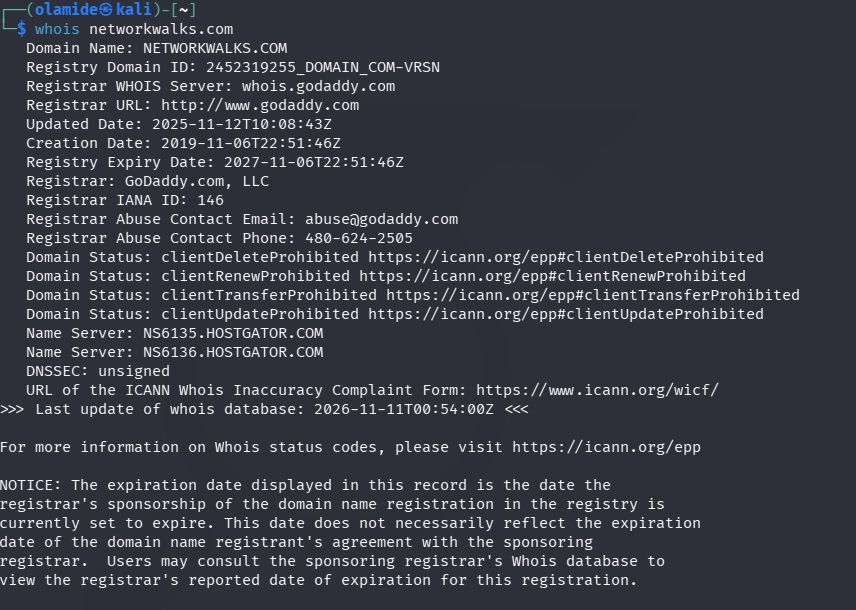 ┌──(olamide㉿kali)-[~]
└─$ whois networkwalks.com
Domain Name: NETWORKWALKS.COM
Registry Domain ID: 2452319255_DOMAIN_COM-VRSN
Registrar WHOIS Server: whois.godaddy.com
Registrar URL: http://www.godaddy.com
Updated Date: 2025-11-12T10:08:43Z
Creation Date: 2019-11-06T22:51:46Z
Registry Expiry Date: 2027-11-06T22:51:46Z
Registrar: GoDaddy.com, LLC
Registrar IANA ID: 146
Registrar Abuse Contact Email: abuse@godaddy.com
Registrar Abuse Contact Phone: 480-624-2505
Domain Status: clientDeleteProhibited https://icann.org/epp#clientDeleteProhibited
Domain Status: clientRenewProhibited https://icann.org/epp#clientRenewProhibited
Domain Status: clientTransferProhibited https://icann.org/epp#clientTransferProhibited
Domain Status: clientUpdateProhibited https://icann.org/epp#clientUpdateProhibited
Name Server: NS6135.HOSTGATOR.COM
Name Server: NS6136.HOSTGATOR.COM
DNSSEC: unsigned
URL of the ICANN Whois Inaccuracy Complaint Form: https://www.icann.org/wicf/
>>> Last update of whois database: 2026-11-11T00:54:00Z <<<
For more information on Whois status codes, please visit https://icann.org/epp
NOTICE: The expiration date displayed in this record is the date the
registrar's sponsorship of the domain name registration in the registry is
currently set to expire. This date does not necessarily reflect the expiration
date of the domain name registrant's agreement with the sponsoring
registrar.  Users may consult the sponsoring registrar's Whois database to
view the registrar's reported date of expiration for this registration.